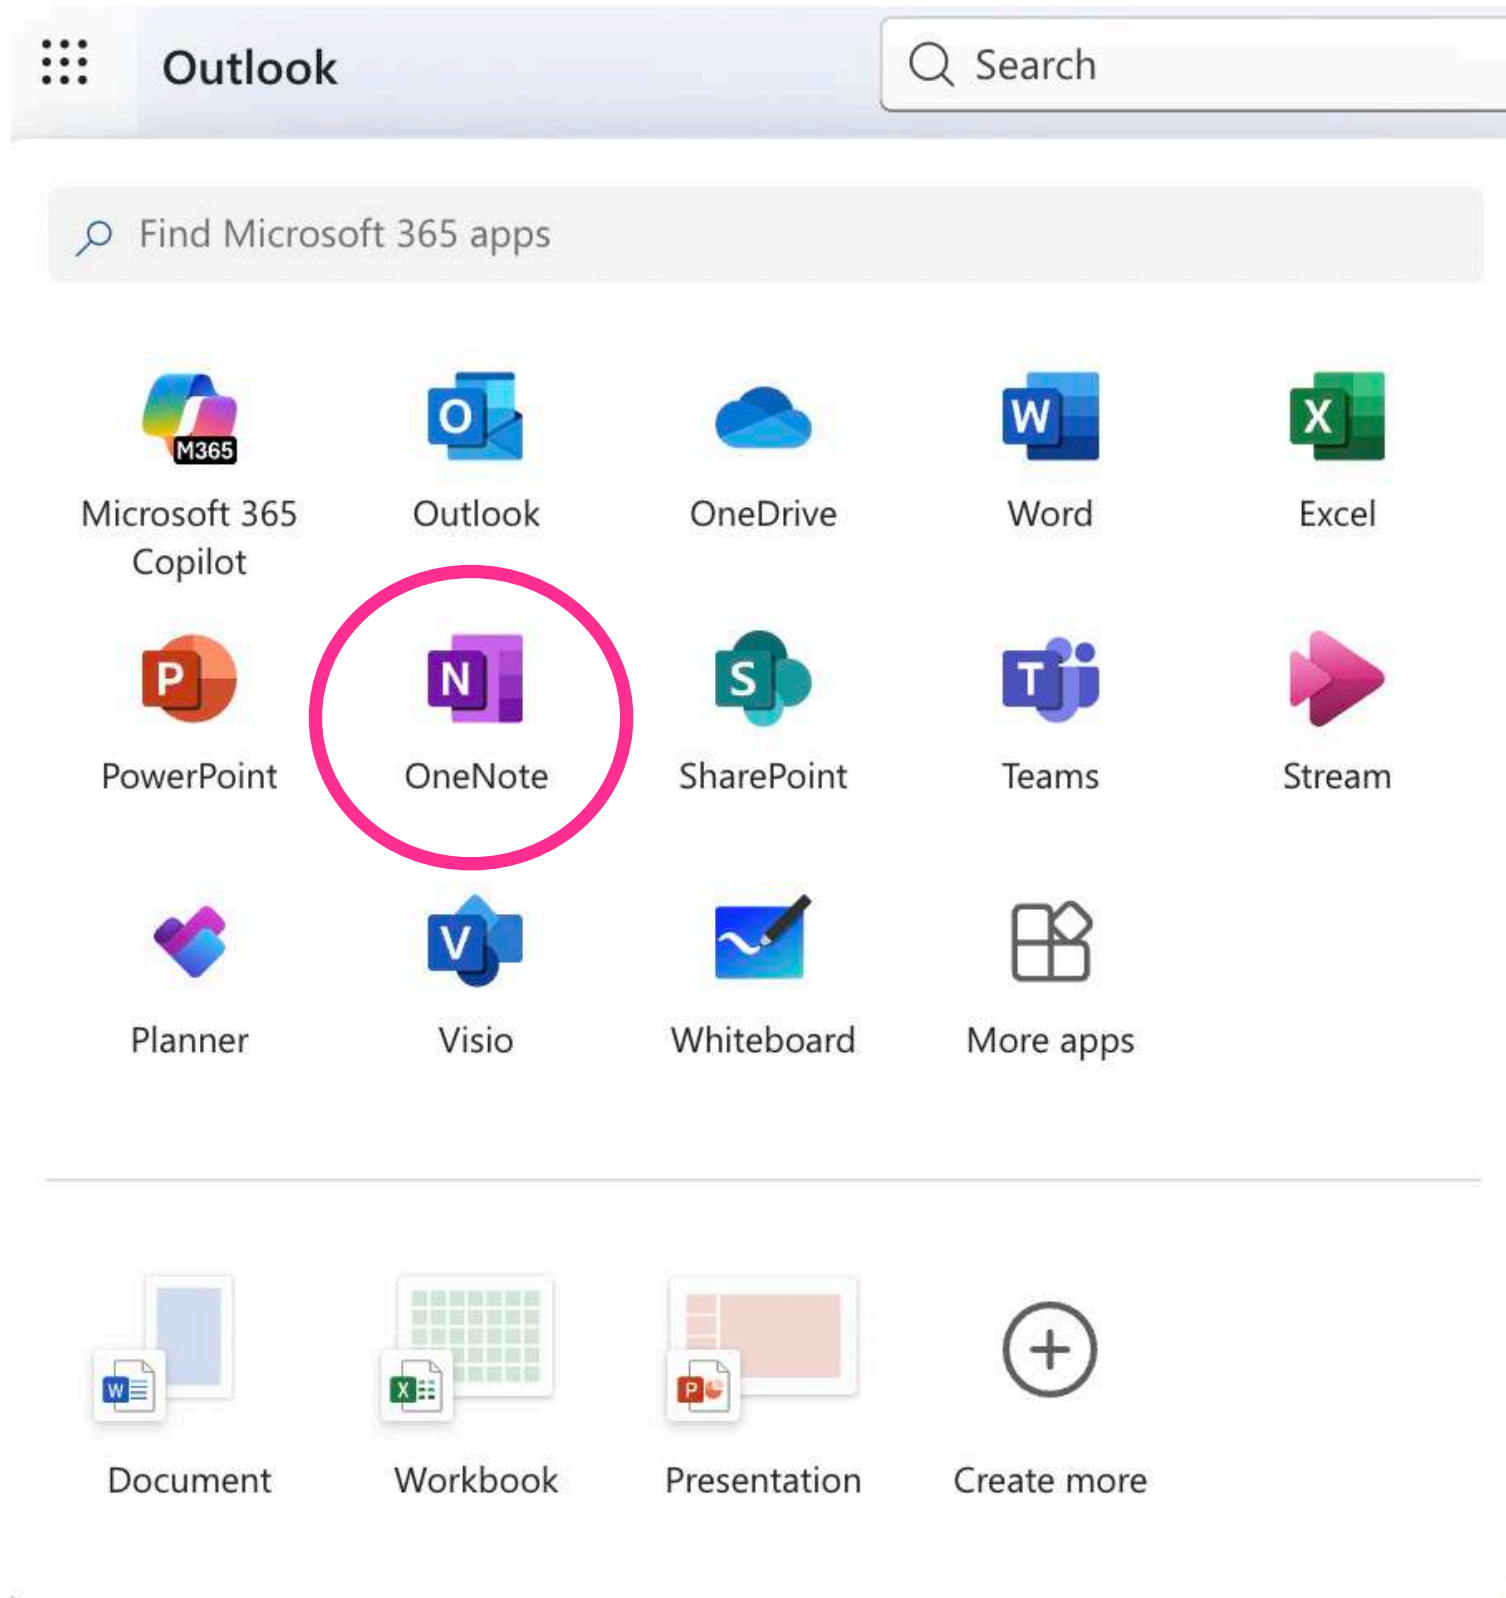 Outlook
Search
Find Microsoft 365 apps
M365
O
W
X
Microsoft 365
Copilot
Outlook
OneDrive
Word
Excel
P
N
S
T
PowerPoint
OneNote
SharePoint
Teams
Stream
V
Planner
Visio
Whiteboard
More apps
W
X
P
Document
Workbook
Presentation
Create more